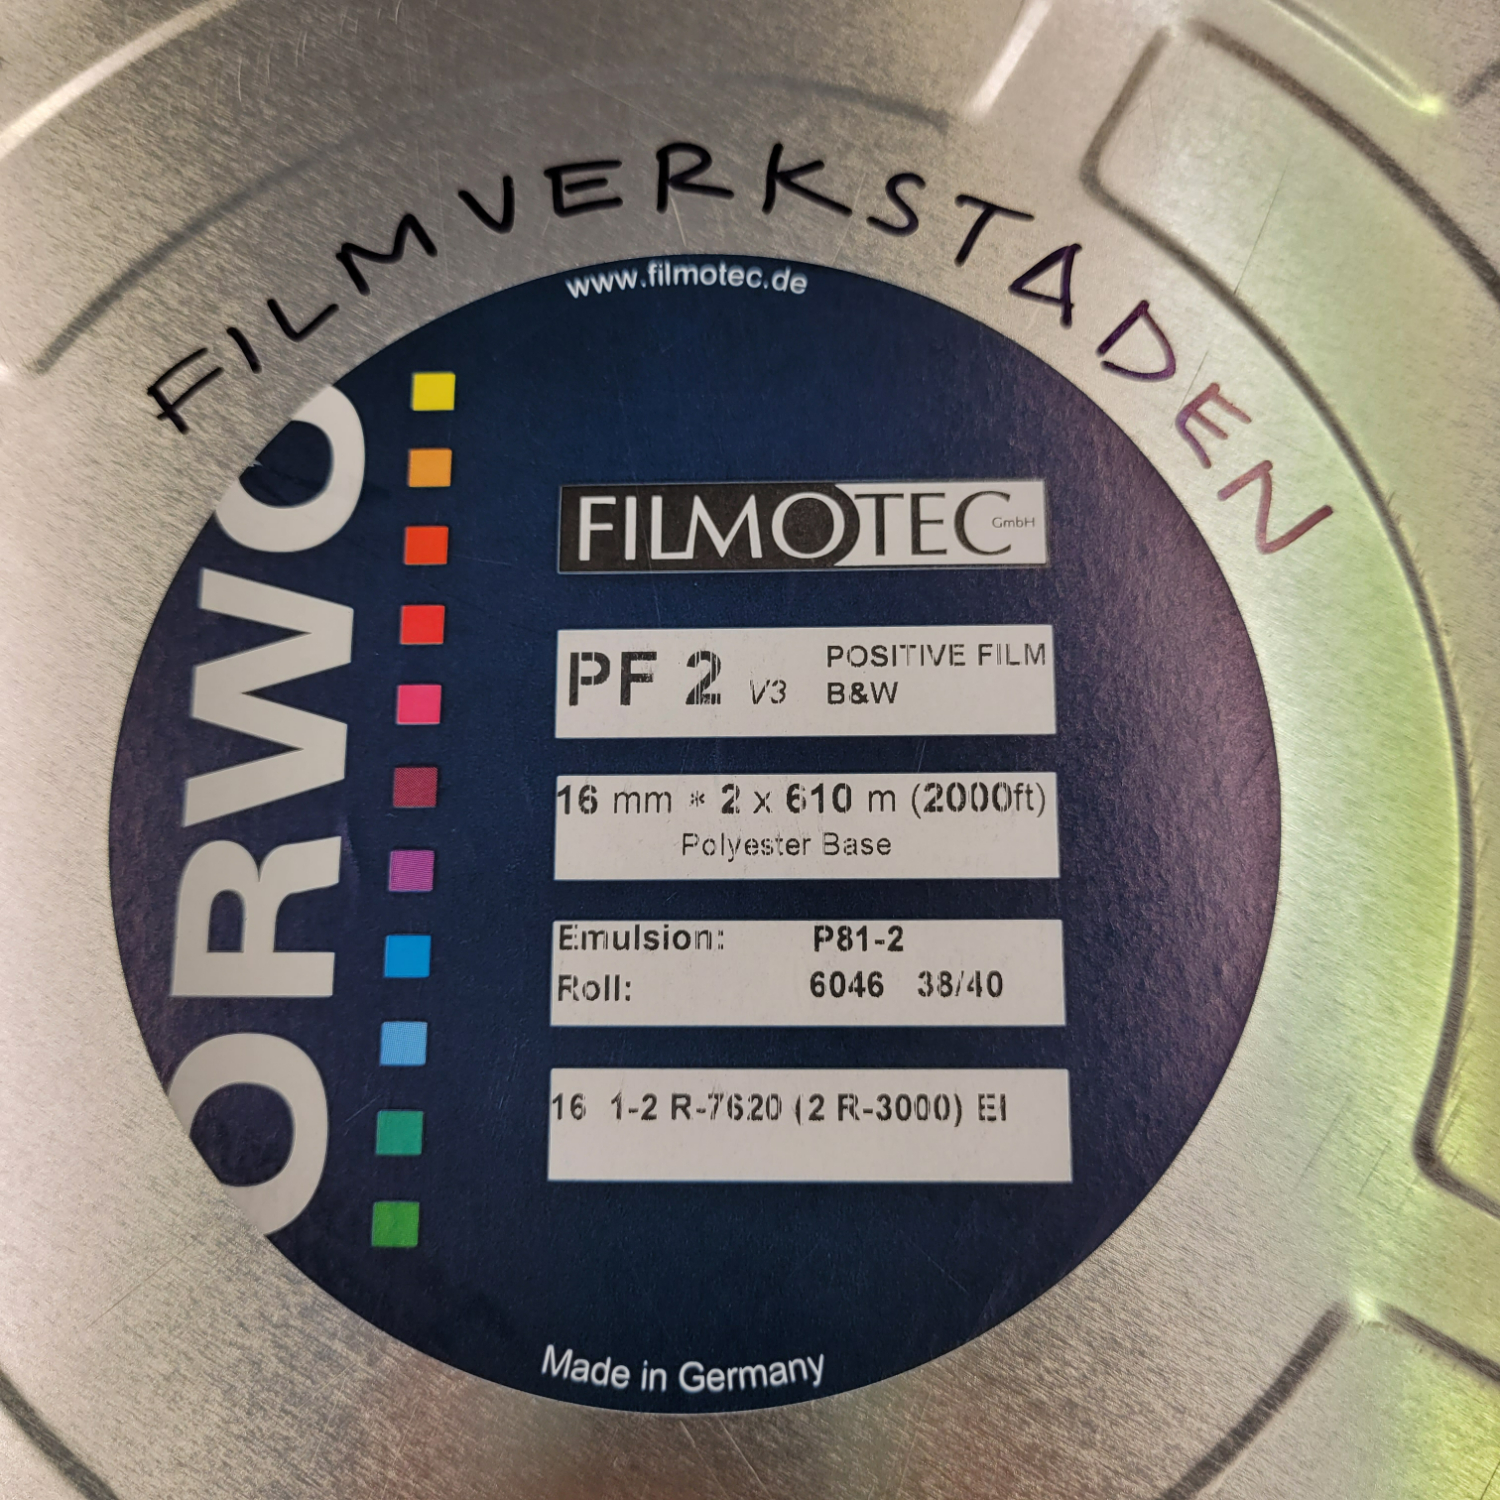 FILMVERKSTADEN
www.filmotec.de
ORWO
FILMOTEC GmbH
PF 2 V3 POSITIVE FILM
B&W
16 mm * 2 x 610 m (2000ft)
Polyester Base
Emulsion: P81-2
Roll: 6046 38/40
16 1-2 R-7620 (2 R-3000) EI
Made in Germany